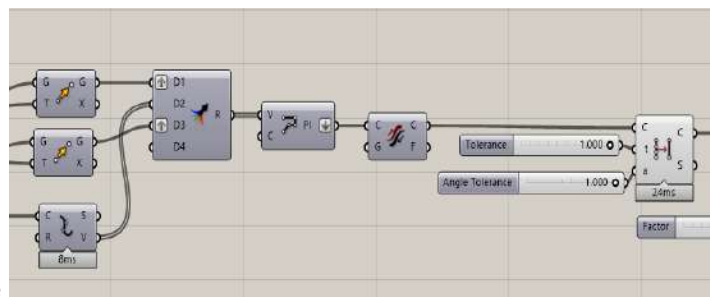 G G
T X
G G
T X
C S
R V
8ms
D1
D2
D3
D4
R
V
C
Pl
C C
G F
Tolerance 1.000
Angle Tolerance 1.000
C C
t
a S
24ms
Factor